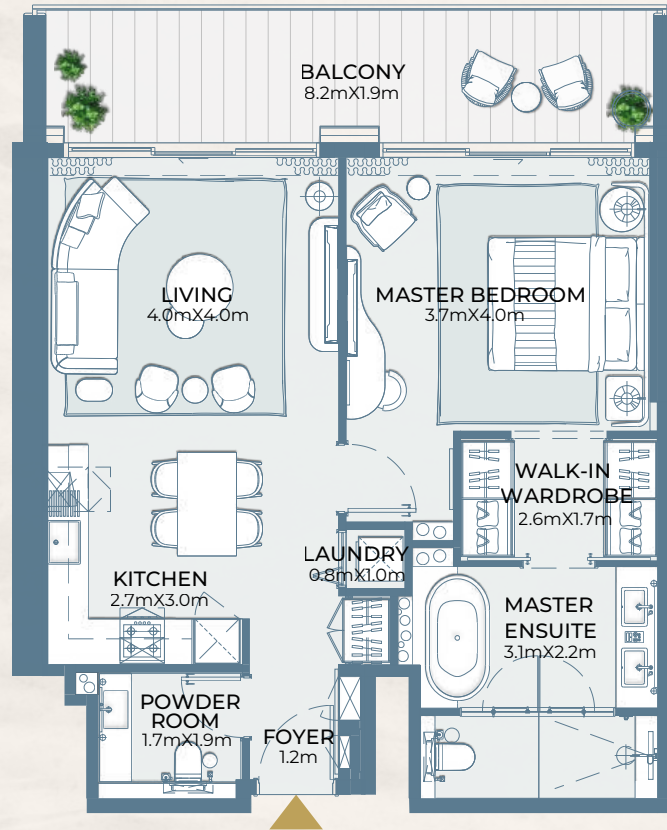 BALCONY
8.2mX1.9m
LIVING
4.0mX4.0m
MASTER BEDROOM
3.7mX4.0m
WALK-IN
WARDROBE
2.6mX1.7m
LAUNDRY
0.8mX1.0m
KITCHEN
2.7mX3.0m
MASTER
ENSUITE
3.1mX2.2m
POWDER
ROOM
1.7mX1.9m
FOYER
1.2m